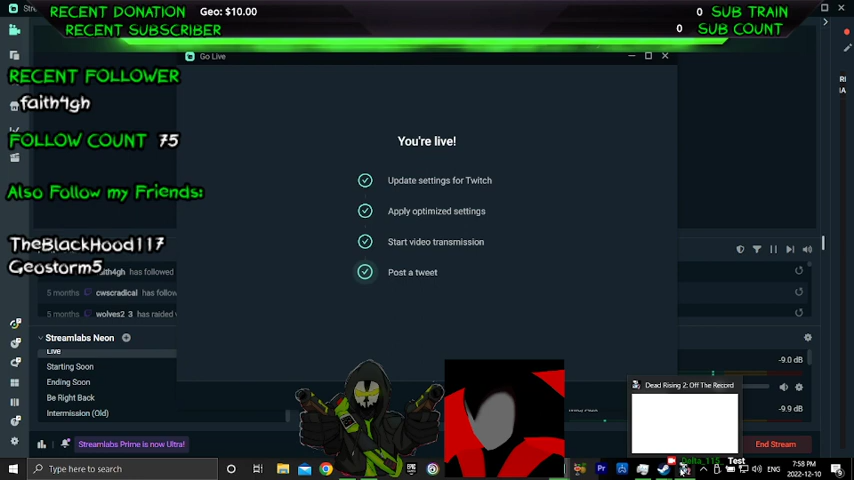 RECENT DONATION Geo: $10.00
0 SUB TRAIN
RECENT SUBSCRIBER
0 SUB COUNT
Go Live
RECENT FOLLOWER
faith4gh
FOLLOW COUNT 75
Also Follow my Friends:
TheBlackHood117
Geostorm5
You're live!
Update settings for Twitch
Apply optimized settings
Start video transmission
Post a tweet
has followed
5 months cwscradical has follow
5 months wolves2_3 has raided
Streamlabs Neon
Live
Starting Soon
Ending Soon
Be Right Back
Intermission (Old)
-9.0 dB
-9.9 dB
Dead Rising 2: Off The Record
Streamlabs Prime is now Ultra!
End Stream
Delta_115 Test
Type here to search
ENG
7:58 PM
2022-12-10